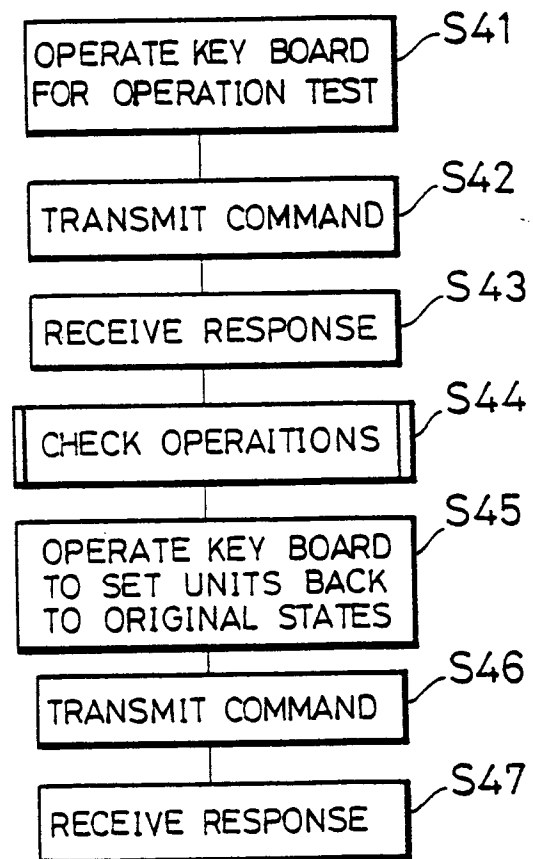 S41
OPERATE KEY BOARD
FOR OPERATION TEST
S42
TRANSMIT COMMAND
S43
RECEIVE RESPONSE
S44
CHECK OPERAITIONS
S45
OPERATE KEY BOARD
TO SET UNITS BACK
TO ORIGINAL STATES
S46
TRANSMIT COMMAND
S47
RECEIVE RESPONSE